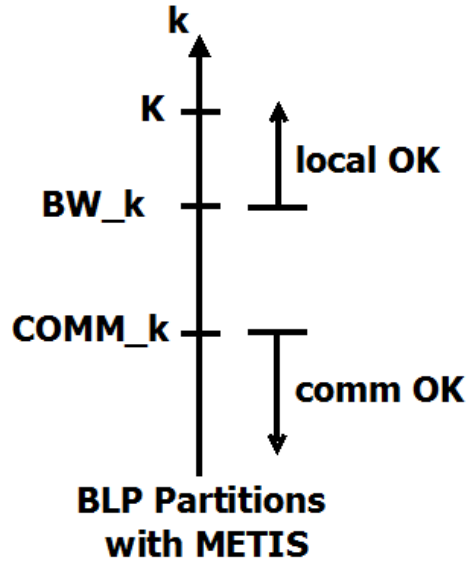 k
K
local OK
BW_k
COMM_k
comm OK
BLP Partitions
with METIS